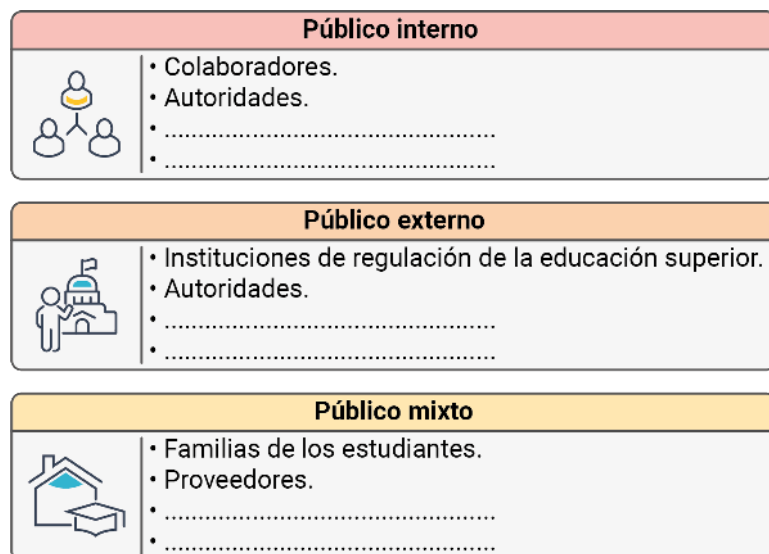 Público interno
• Colaboradores.
• Autoridades.
• ................................................
• ................................................
Público externo
• Instituciones de regulación de la educación superior.
• Autoridades.
• ................................................
• ................................................
Público mixto
• Familias de los estudiantes.
• Proveedores.
• ................................................
• ................................................